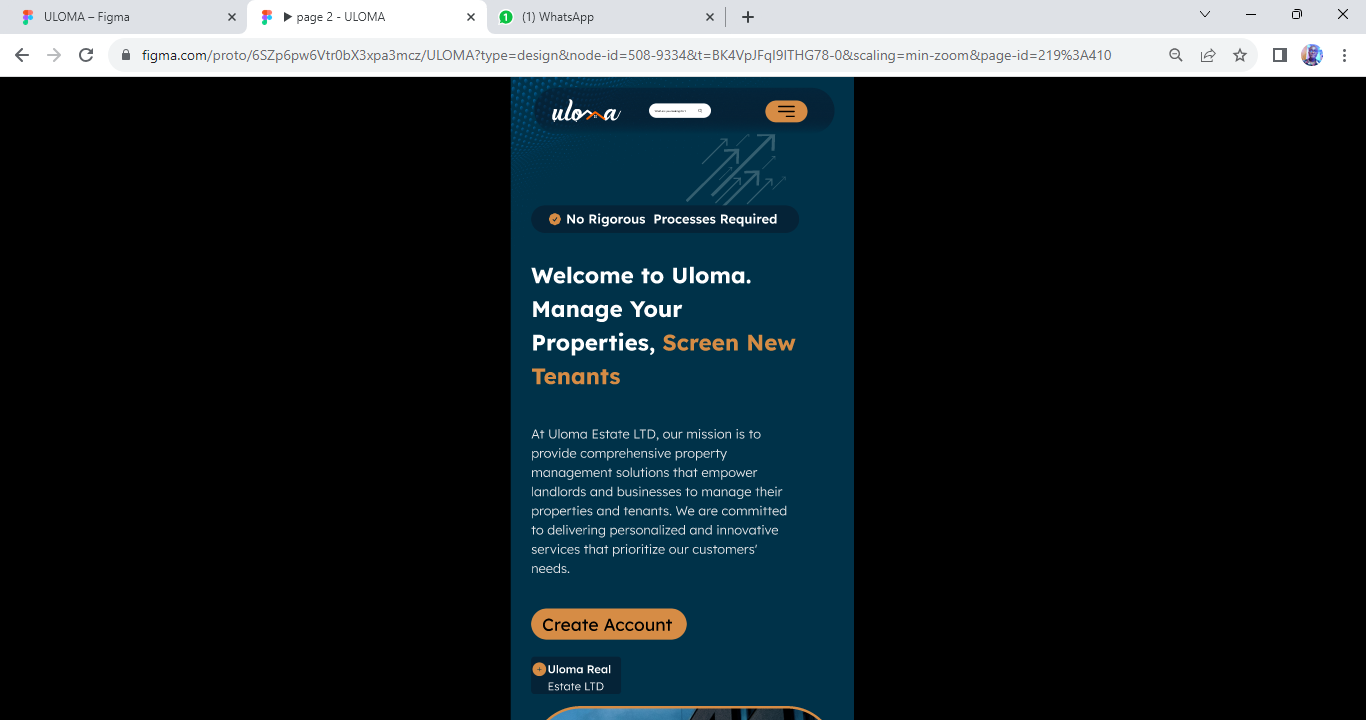 ULOMA – Figma
▶ page 2 - ULOMA
1
(1) WhatsApp
figma.com/proto/6SZp6pw6Vtr0bX3xpa3mcz/ULOMA?type=design&node-id=508-9334&t=BK4VpJFqI9ITHG78-0&scaling=min-zoom&page-id=219%3A410
uloma
No Rigorous  Processes Required
Welcome to Uloma.
Manage Your
Properties, Screen New
Tenants
At Uloma Estate LTD, our mission is to
provide comprehensive property
management solutions that empower
landlords and businesses to manage their
properties and tenants. We are committed
to delivering personalized and innovative
services that prioritize our customers'
needs.
Create Account
Uloma Real
Estate LTD